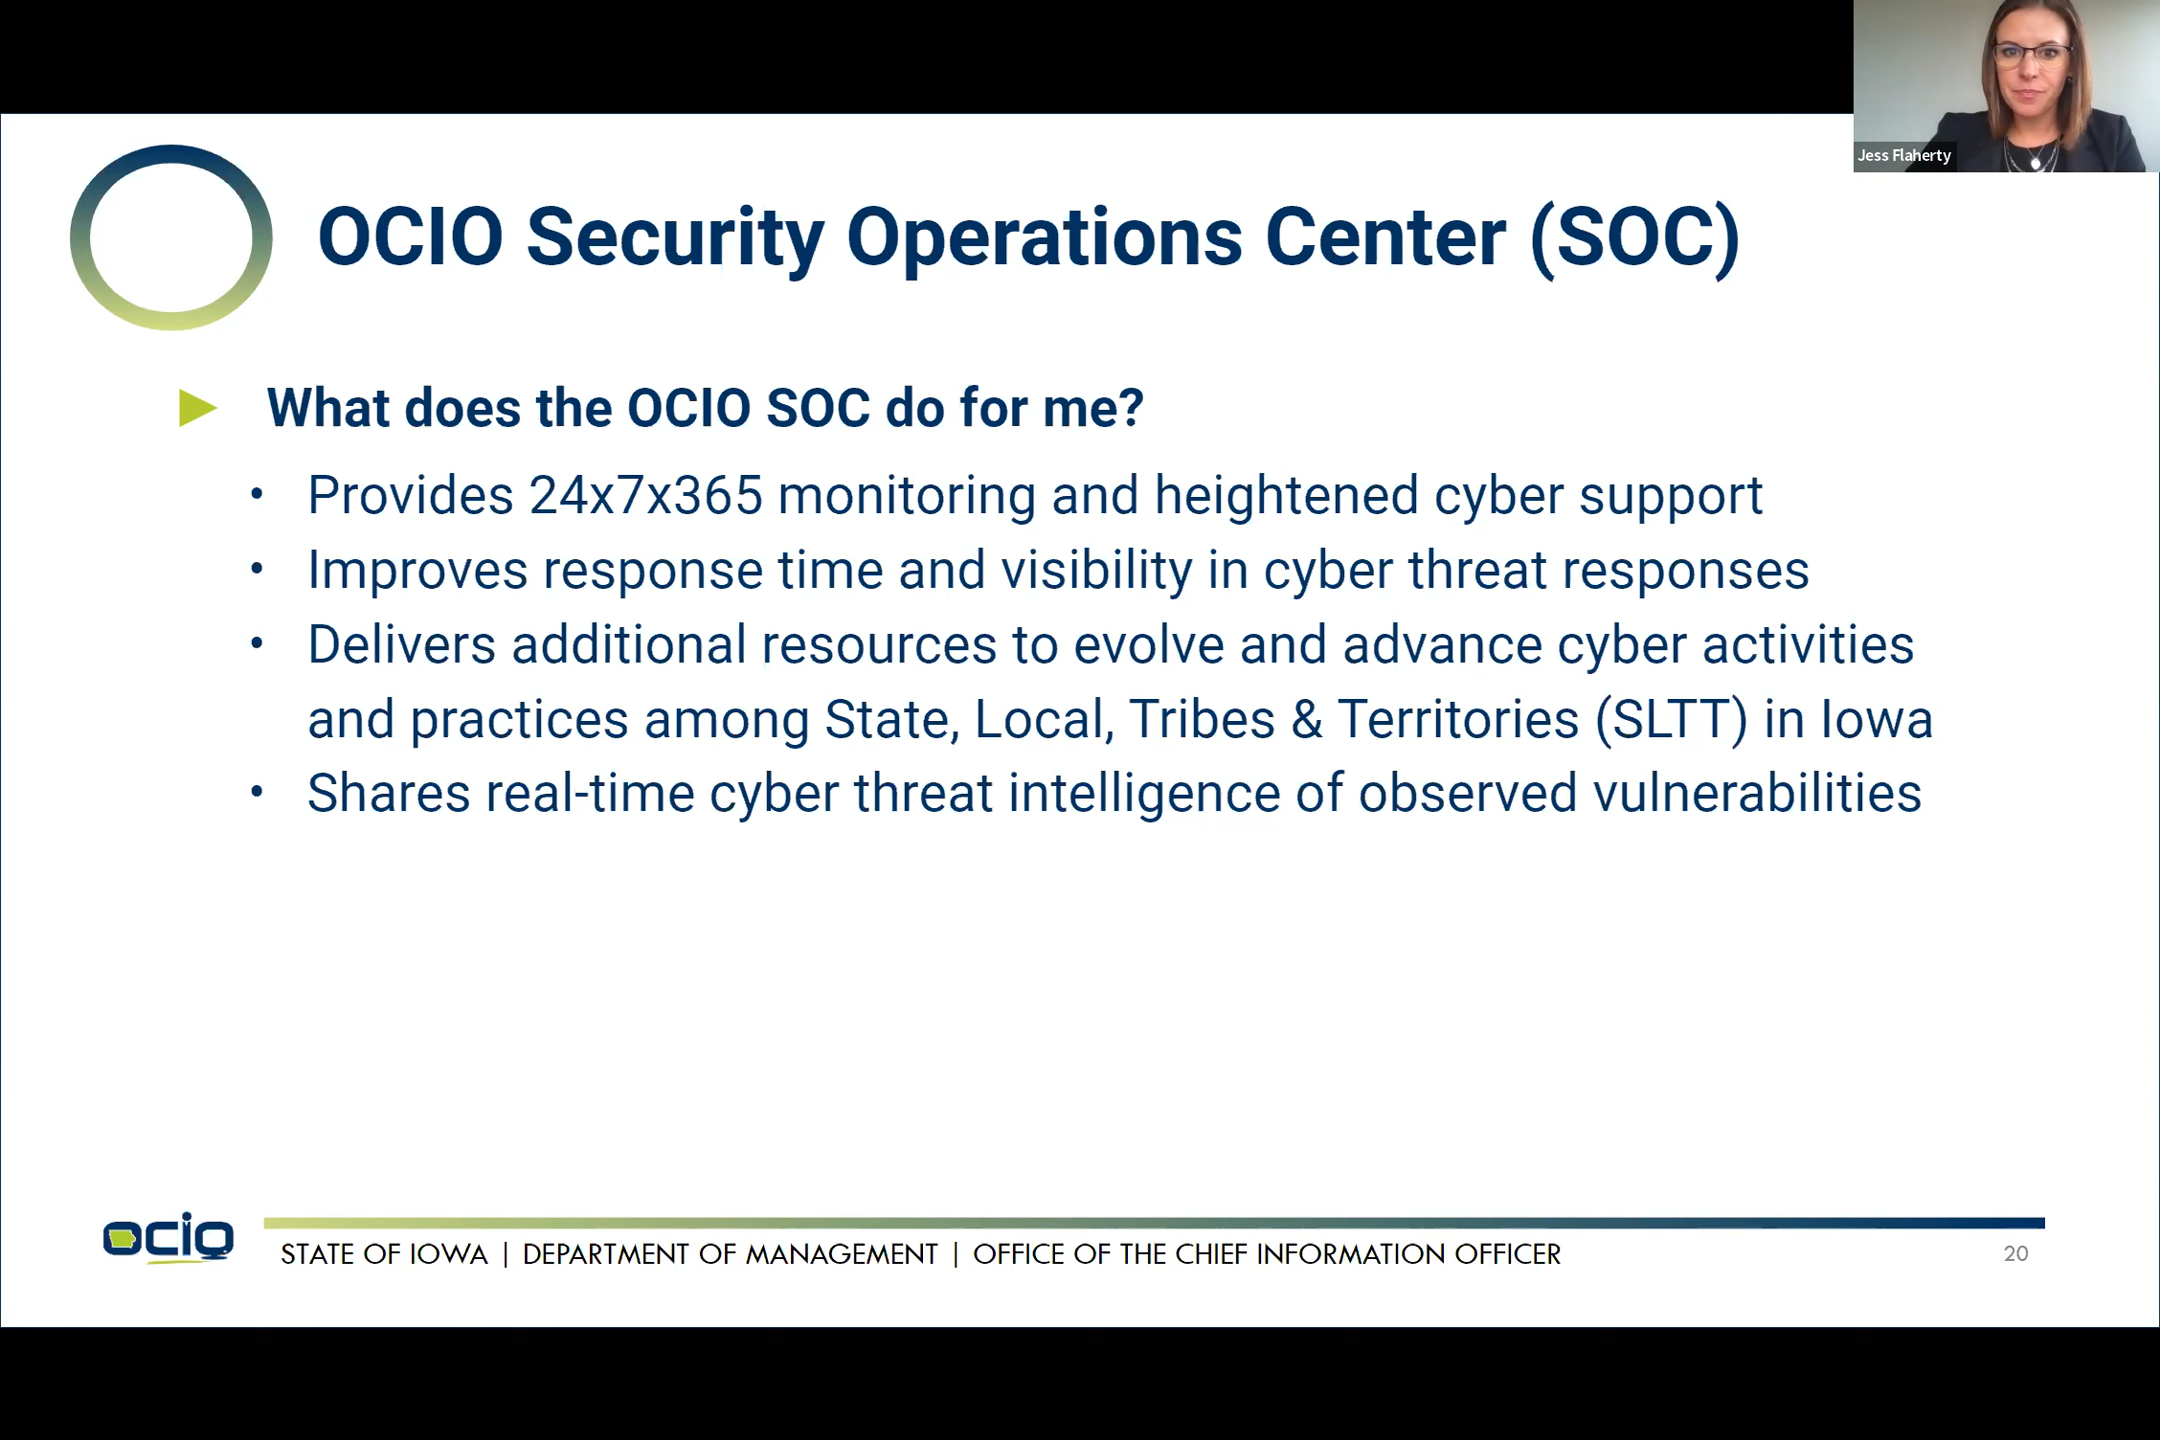 Jess Flaherty
OCIO Security Operations Center (SOC)
► What does the OCIO SOC do for me?
• Provides 24x7x365 monitoring and heightened cyber support
• Improves response time and visibility in cyber threat responses
• Delivers additional resources to evolve and advance cyber activities
and practices among State, Local, Tribes & Territories (SLTT) in Iowa
• Shares real-time cyber threat intelligence of observed vulnerabilities
ocio
STATE OF IOWA | DEPARTMENT OF MANAGEMENT | OFFICE OF THE CHIEF INFORMATION OFFICER
20